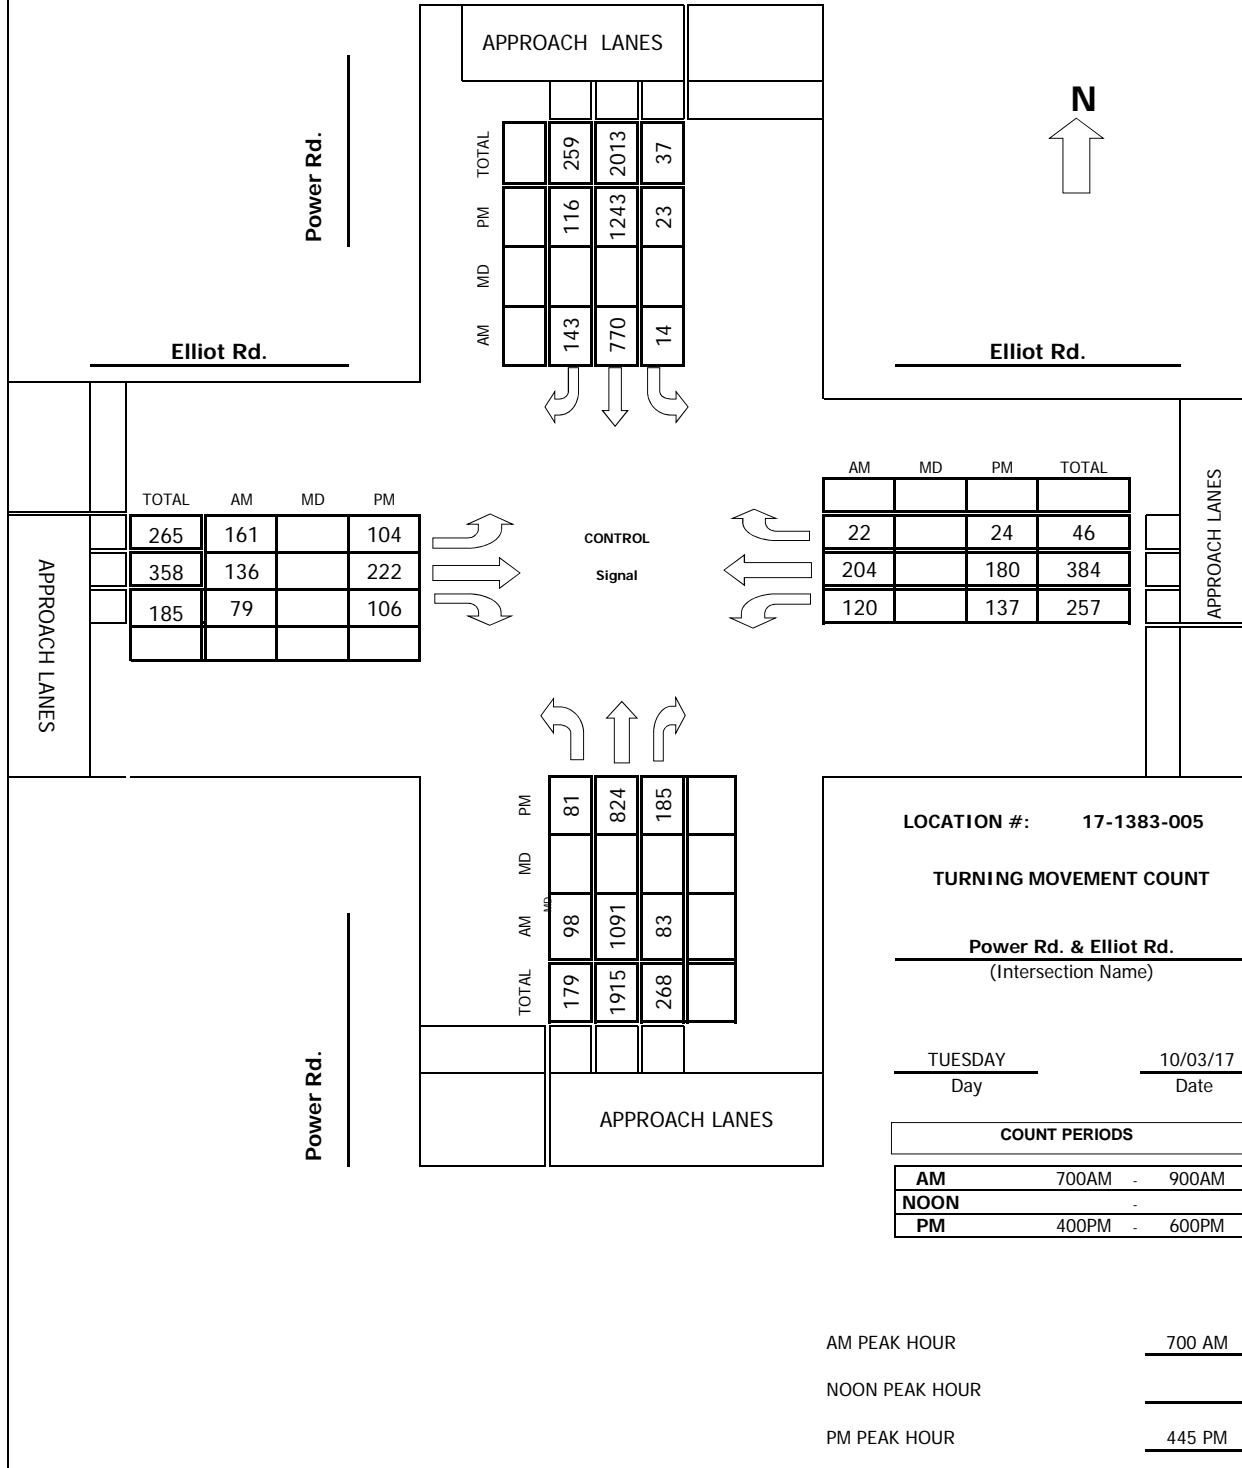 APPROACH LANES
N
Power Rd.
TOTAL 259 2013 37
PM 116 1243 23
MD
AM 143 770 14
Elliot Rd.
Elliot Rd.
TOTAL AM MD PM
265 161 104
358 136 222
185 79 106
APPROACH LANES
CONTROL
Signal
AM MD PM TOTAL
22 24 46
204 180 384
120 137 257
APPROACH LANES
PM 81 824 185
MD
MD
AM 98 1091 83
TOTAL 179 1915 268
Power Rd.
APPROACH LANES
LOCATION #: 17-1383-005
TURNING MOVEMENT COUNT
Power Rd. & Elliot Rd.
(Intersection Name)
TUESDAY 10/03/17
Day Date
COUNT PERIODS
AM 700AM - 900AM
NOON -
PM 400PM - 600PM
AM PEAK HOUR 700 AM
NOON PEAK HOUR
PM PEAK HOUR 445 PM